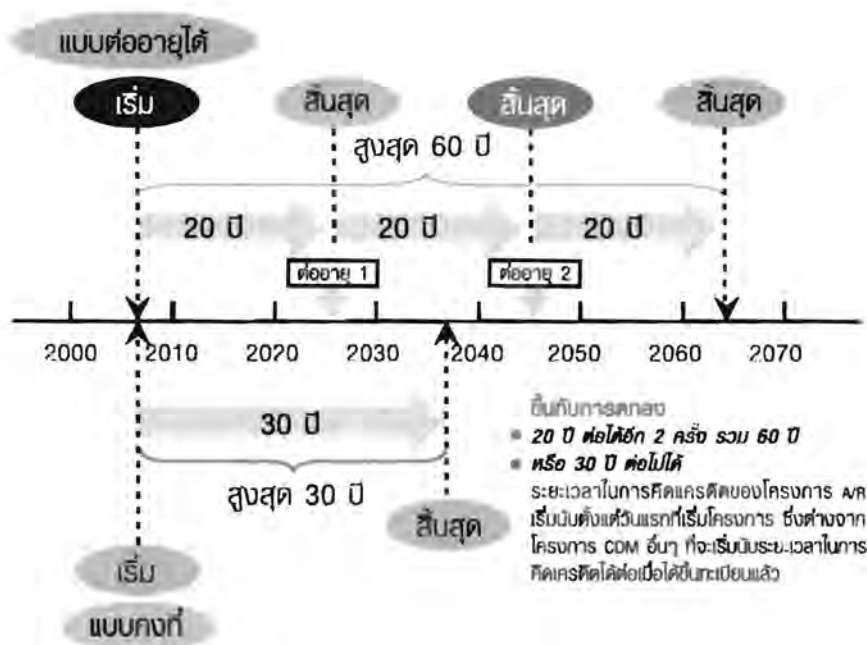 แบบต่ออายุได้
เริ่ม สิ้นสุด สิ้นสุด สิ้นสุด
สูงสุด 60 ปี
20 ปี 20 ปี 20 ปี
ต่ออายุ 1 ต่ออายุ 2
2000 2010 2020 2030 2040 2050 2060 2070
30 ปี
สูงสุด 30 ปี
สิ้นสุด
เริ่ม
แบบคงที่
ขึ้นกับการตกลง
20 ปี ต่อได้อีก 2 ครั้ง รวม 60 ปี
หรือ 30 ปี ต่อไม่ได้
ระยะเวลาในการคิดเครดิตของโครงการ A/R
เริ่มนับตั้งแต่วันแรกที่เริ่มโครงการ ซึ่งต่างจาก
โครงการ CDM อื่นๆ ที่จะเริ่มนับระยะเวลาในการ
คิดเครดิตได้ต่อเมื่อได้ขึ้นทะเบียนแล้ว